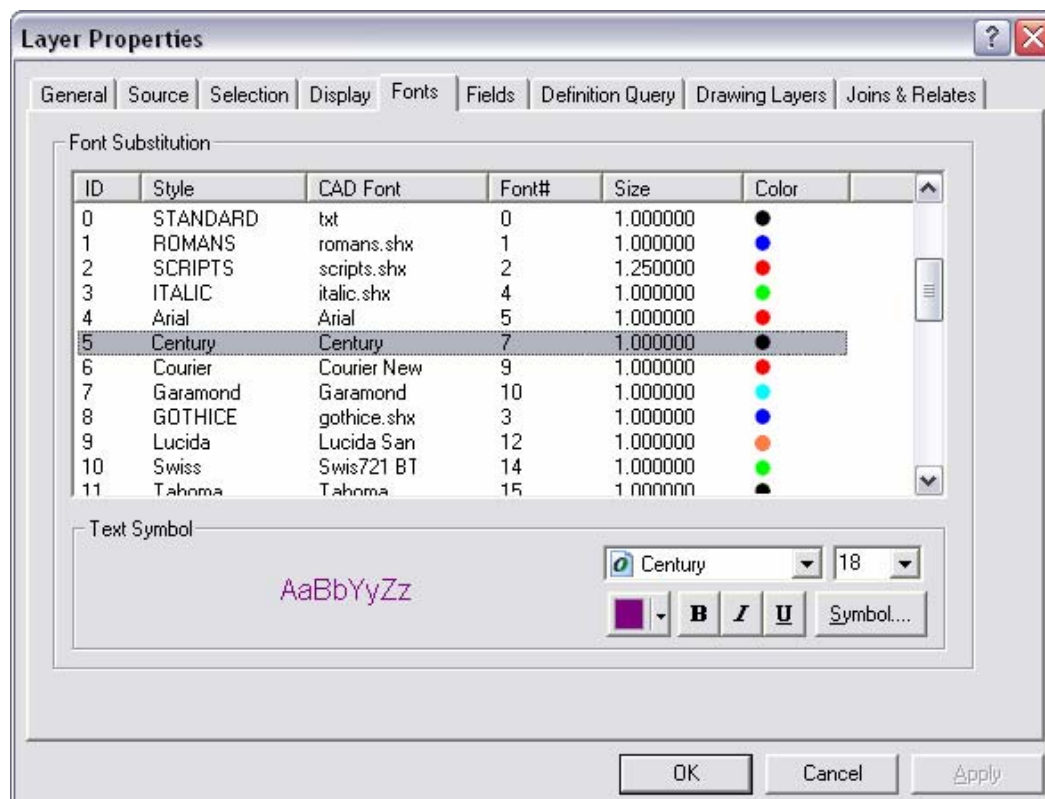 Layer Properties
General Source Selection Display Fonts Fields Definition Query Drawing Layers Joins & Relates
Font Substitution
ID Style CAD Font Font# Size Color
0 STANDARD txt 0 1.000000
1 ROMANS romans.shx 1 1.000000
2 SCRIPTS scripts.shx 2 1.250000
3 ITALIC italic.shx 4 1.000000
4 Arial Arial 5 1.000000
5 Century Century 7 1.000000
6 Courier Courier New 9 1.000000
7 Garamond Garamond 10 1.000000
8 GOTHICE gothice.shx 3 1.000000
9 Lucida Lucida San 12 1.000000
10 Swiss Swis721 BT 14 1.000000
11 Tahoma Tahoma 15 1.000000
Text Symbol
AaBbYyZz
Century 18
B I U Symbol....
OK Cancel Apply